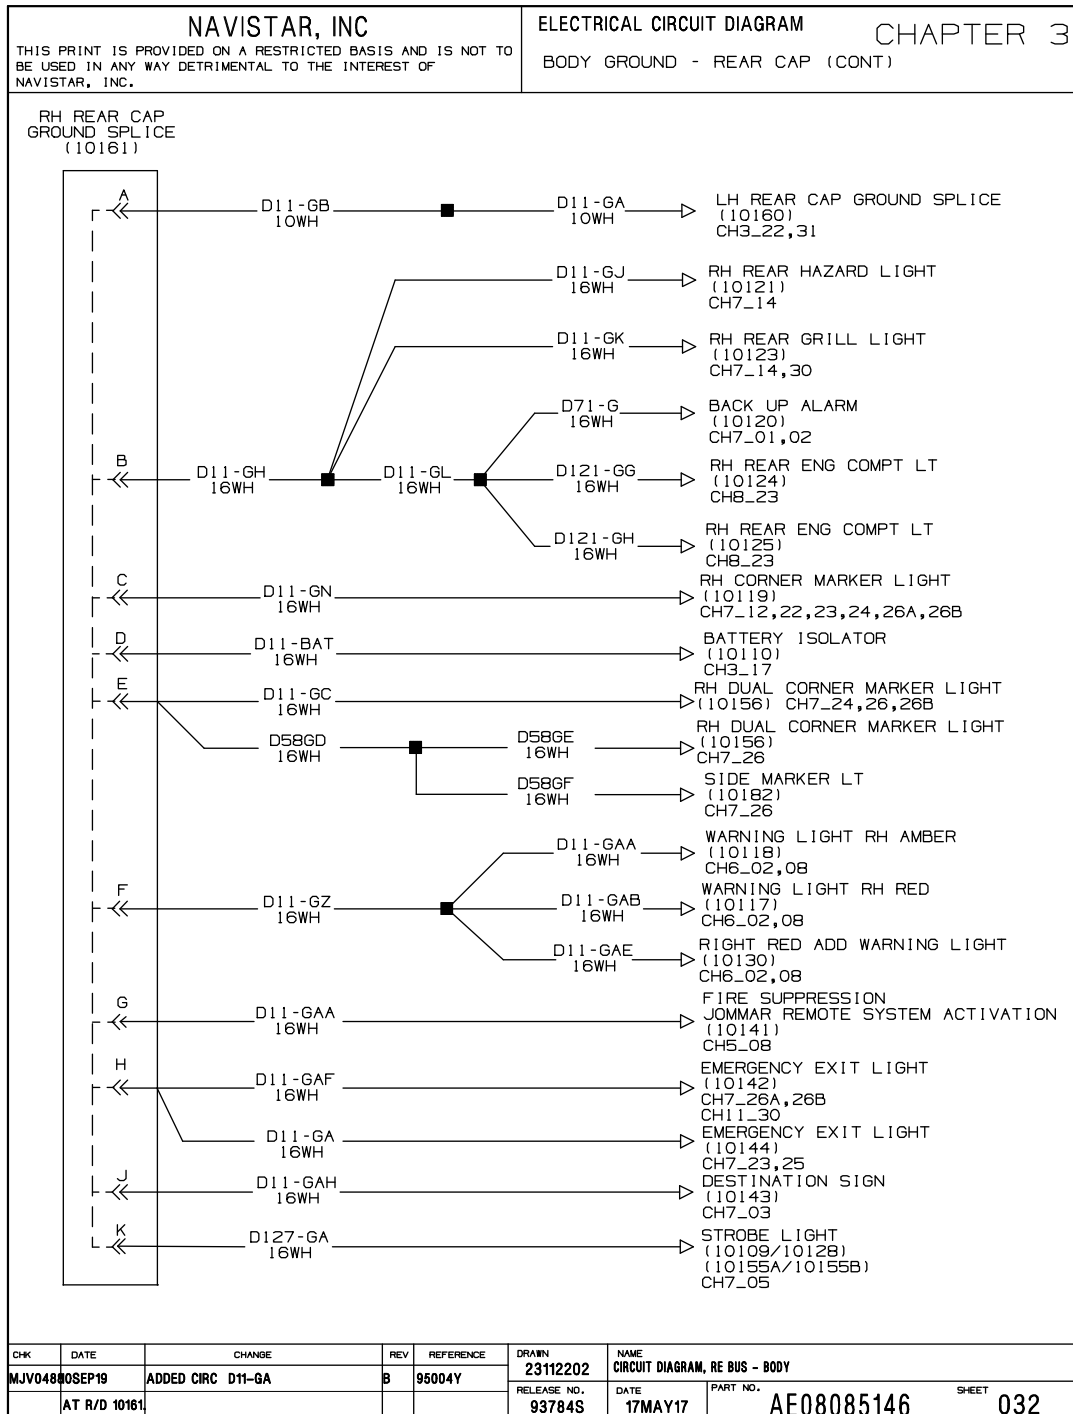 NAVISTAR, INC
THIS PRINT IS PROVIDED ON A RESTRICTED BASIS AND IS NOT TO
BE USED IN ANY WAY DETRIMENTAL TO THE INTEREST OF
NAVISTAR, INC.
ELECTRICAL CIRCUIT DIAGRAM
CHAPTER 3
BODY GROUND - REAR CAP (CONT)
RH REAR CAP
GROUND SPLICE
(10161)
A
D11-GB
10WH
D11-GA
10WH
LH REAR CAP GROUND SPLICE
(10160)
CH3_22,31
D11-GJ
16WH
RH REAR HAZARD LIGHT
(10121)
CH7_14
D11-GK
16WH
RH REAR GRILL LIGHT
(10123)
CH7_14,30
D71-G
16WH
BACK UP ALARM
(10120)
CH7_01,02
B
D11-GH
16WH
D11-GL
16WH
D121-GG
16WH
RH REAR ENG COMPT LT
(10124)
CH8_23
D121-GH
16WH
RH REAR ENG COMPT LT
(10125)
CH8_23
C
D11-GN
16WH
RH CORNER MARKER LIGHT
(10119)
CH7_12,22,23,24,26A,26B
D
D11-BAT
16WH
BATTERY ISOLATOR
(10110)
CH3_17
E
D11-GC
16WH
RH DUAL CORNER MARKER LIGHT
(10156) CH7_24,26,26B
D58GD
16WH
D58GE
16WH
RH DUAL CORNER MARKER LIGHT
(10156)
CH7_26
D58GF
16WH
SIDE MARKER LT
(10182)
CH7_26
D11-GAA
16WH
WARNING LIGHT RH AMBER
(10118)
CH6_02,08
F
D11-GZ
16WH
D11-GAB
16WH
WARNING LIGHT RH RED
(10117)
CH6_02,08
D11-GAE
16WH
RIGHT RED ADD WARNING LIGHT
(10130)
CH6_02,08
G
D11-GAA
16WH
FIRE SUPPRESSION
JOMMAR REMOTE SYSTEM ACTIVATION
(10141)
CH5_08
H
D11-GAF
16WH
EMERGENCY EXIT LIGHT
(10142)
CH7_26A,26B
CH11_30
D11-GA
16WH
EMERGENCY EXIT LIGHT
(10144)
CH7_23,25
J
D11-GAH
16WH
DESTINATION SIGN
(10143)
CH7_03
K
D127-GA
16WH
STROBE LIGHT
(10109/10128)
(10155A/10155B)
CH7_05
CHK DATE CHANGE REV REFERENCE
MJV048 10SEP19 ADDED CIRC D11-GA B 95004Y
AT R/D 10161
DRAWN
23112202
NAME
CIRCUIT DIAGRAM, RE BUS - BODY
RELEASE NO.
93784S
DATE
17MAY17
PART NO.
AE08085146
SHEET
032